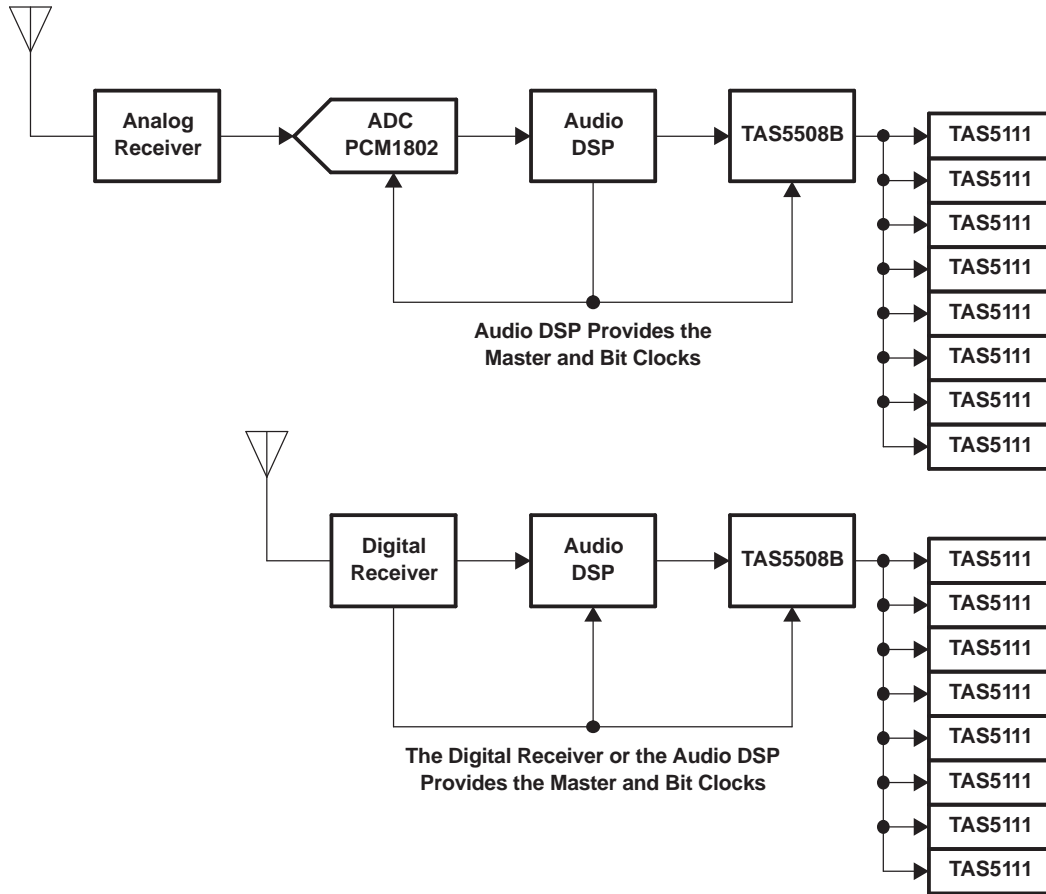 Analog
Receiver
ADC
PCM1802
Audio
DSP
TAS5508B
TAS5111
TAS5111
TAS5111
TAS5111
TAS5111
TAS5111
TAS5111
TAS5111
Audio DSP Provides the
Master and Bit Clocks
Digital
Receiver
Audio
DSP
TAS5508B
TAS5111
TAS5111
TAS5111
TAS5111
TAS5111
TAS5111
TAS5111
TAS5111
The Digital Receiver or the Audio DSP
Provides the Master and Bit Clocks